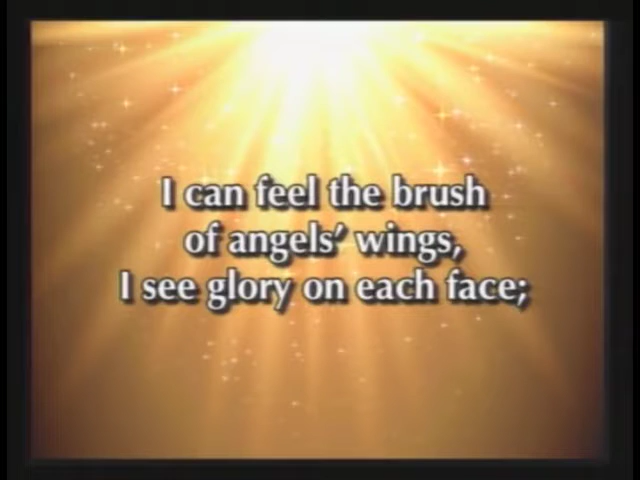 I can feel the brush
of angels’ wings,
I see glory on each face;